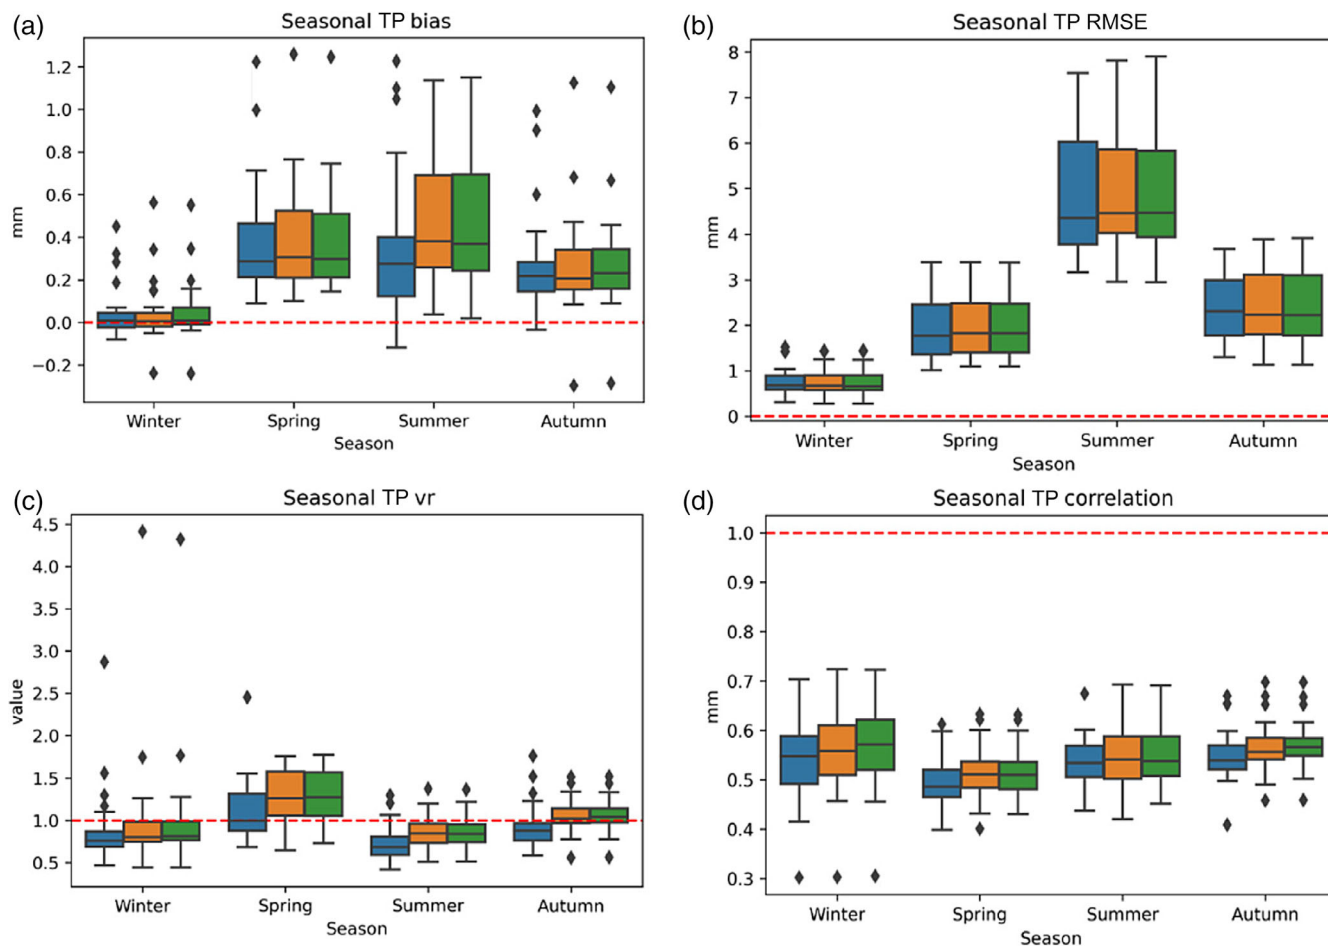 (a)
Seasonal TP bias
mm
1.2
1.0
0.8
0.6
0.4
0.2
0.0
−0.2
Winter
Spring
Summer
Autumn
Season
(b)
Seasonal TP RMSE
mm
8
7
6
5
4
3
2
1
0
Winter
Spring
Summer
Autumn
Season
(c)
Seasonal TP vr
value
4.5
4.0
3.5
3.0
2.5
2.0
1.5
1.0
0.5
Winter
Spring
Summer
Autumn
Season
(d)
Seasonal TP correlation
mm
1.0
0.9
0.8
0.7
0.6
0.5
0.4
0.3
Winter
Spring
Summer
Autumn
Season